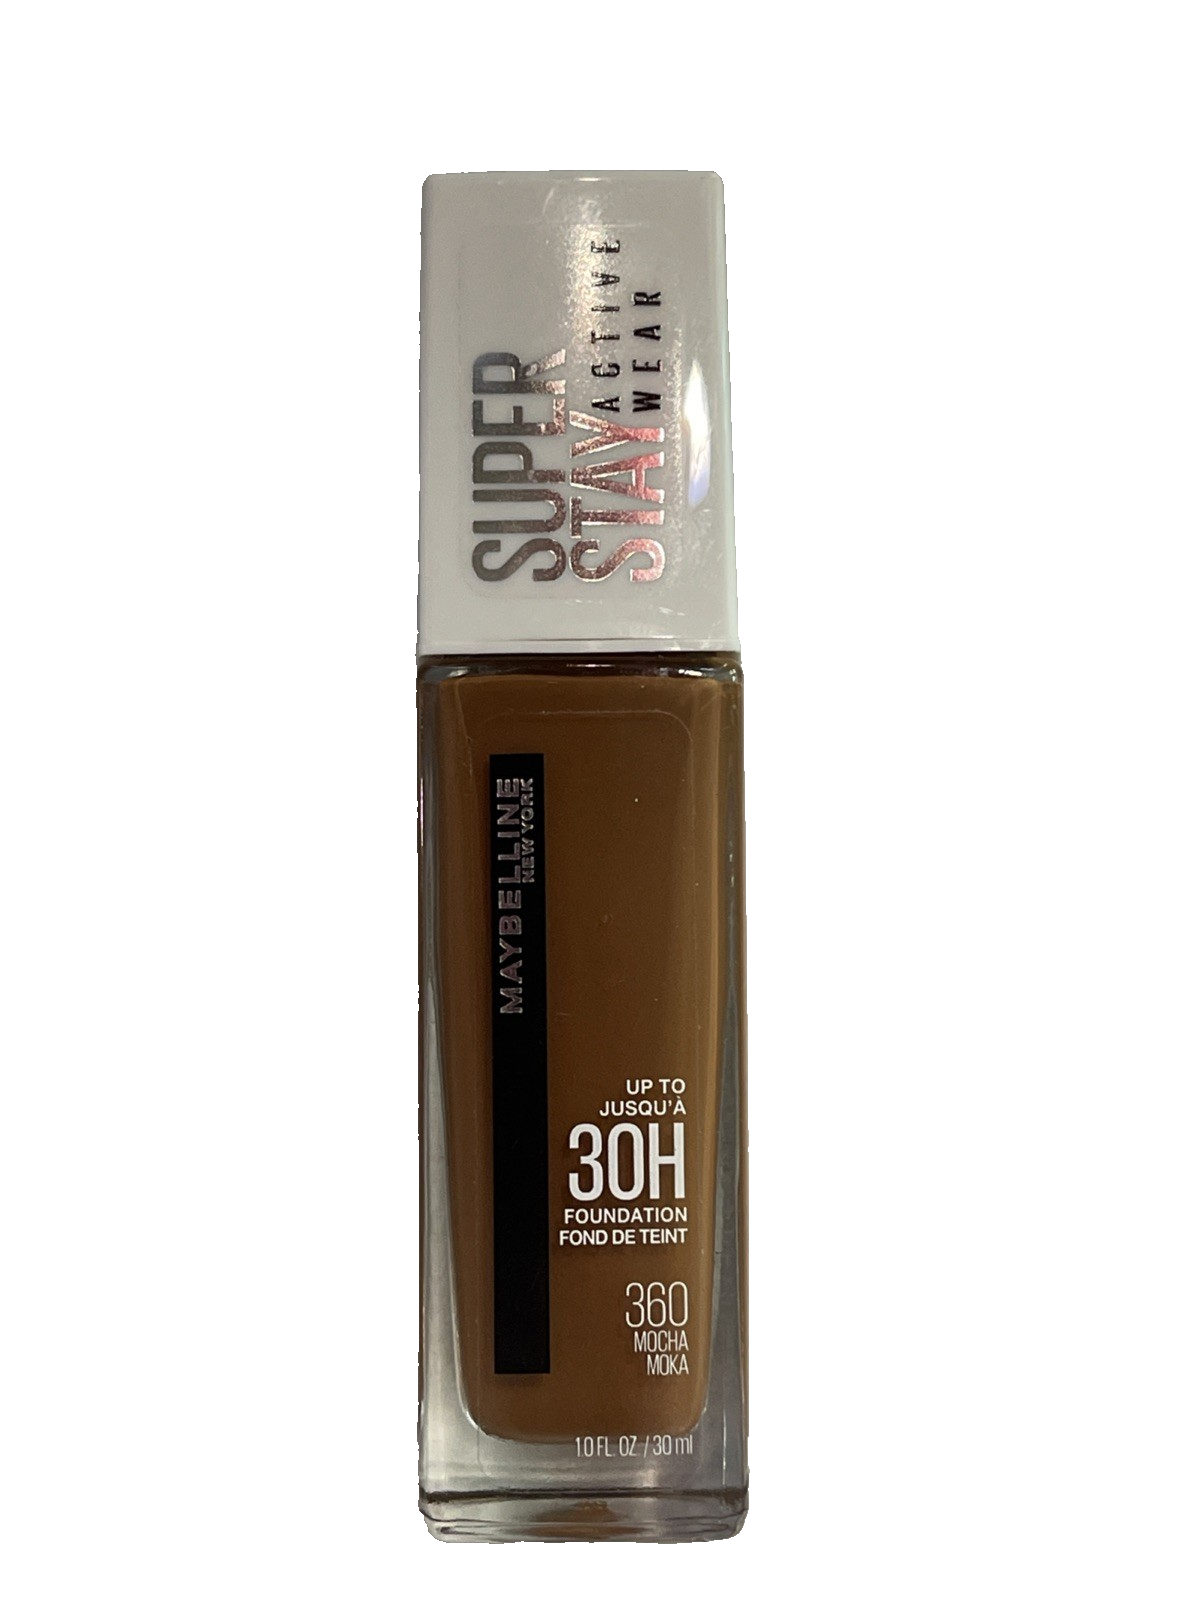 SUPER
STAY
ACTIVE
WEAR
MAYBELLINE
NEW YORK
UP TO
JUSQU'À
30H
FOUNDATION
FOND DE TEINT
360
MOCHA
MOKA
1.0 FL. OZ / 30 ml